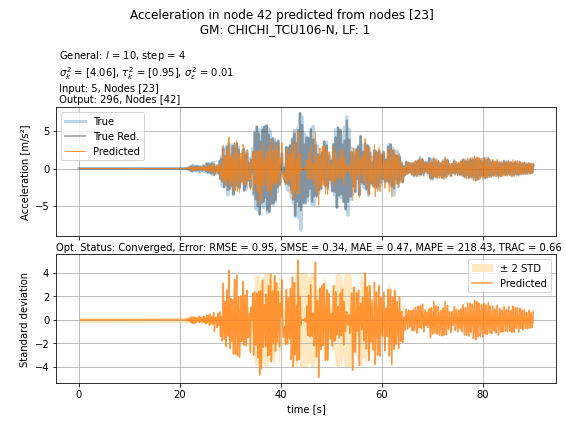 Acceleration in node 42 predicted from nodes [23]
GM: CHICHI_TCU106-N, LF: 1
General: l = 10, step = 4
σ²ₖ = [4.06], τ²ₖ = [0.95], σ²ε = 0.01
Input: 5, Nodes [23]
Output: 296, Nodes [42]
True
True Red.
Predicted
Acceleration [m/s²]
5
0
−5
Opt. Status: Converged, Error: RMSE = 0.95, SMSE = 0.34, MAE = 0.47, MAPE = 218.43, TRAC = 0.66
± 2 STD
Predicted
Standard deviation
4
2
0
−2
−4
0 20 40 60 80
time [s]